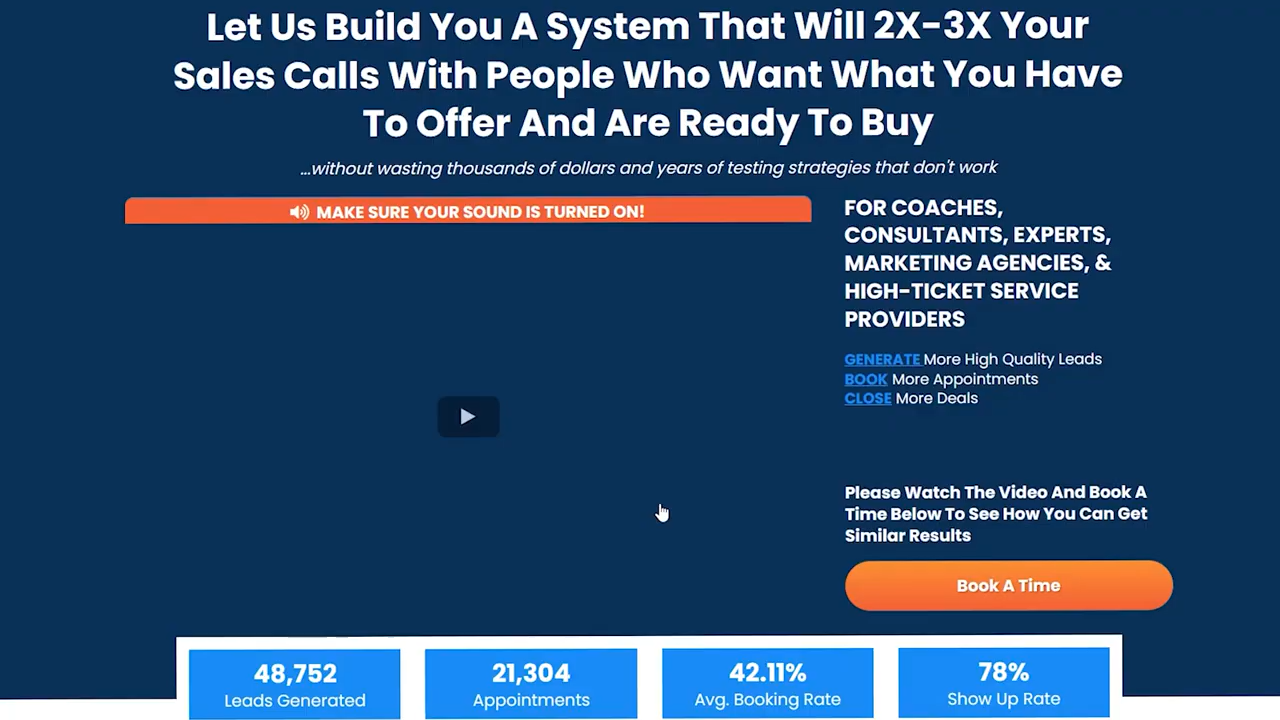 Let Us Build You A System That Will 2X-3X Your
Sales Calls With People Who Want What You Have
To Offer And Are Ready To Buy
...without wasting thousands of dollars and years of testing strategies that don't work
MAKE SURE YOUR SOUND IS TURNED ON!
FOR COACHES,
CONSULTANTS, EXPERTS,
MARKETING AGENCIES, &
HIGH-TICKET SERVICE
PROVIDERS
GENERATE More High Quality Leads
BOOK More Appointments
CLOSE More Deals
Please Watch The Video And Book A
Time Below To See How You Can Get
Similar Results
Book A Time
48,752
Leads Generated
21,304
Appointments
42.11%
Avg. Booking Rate
78%
Show Up Rate